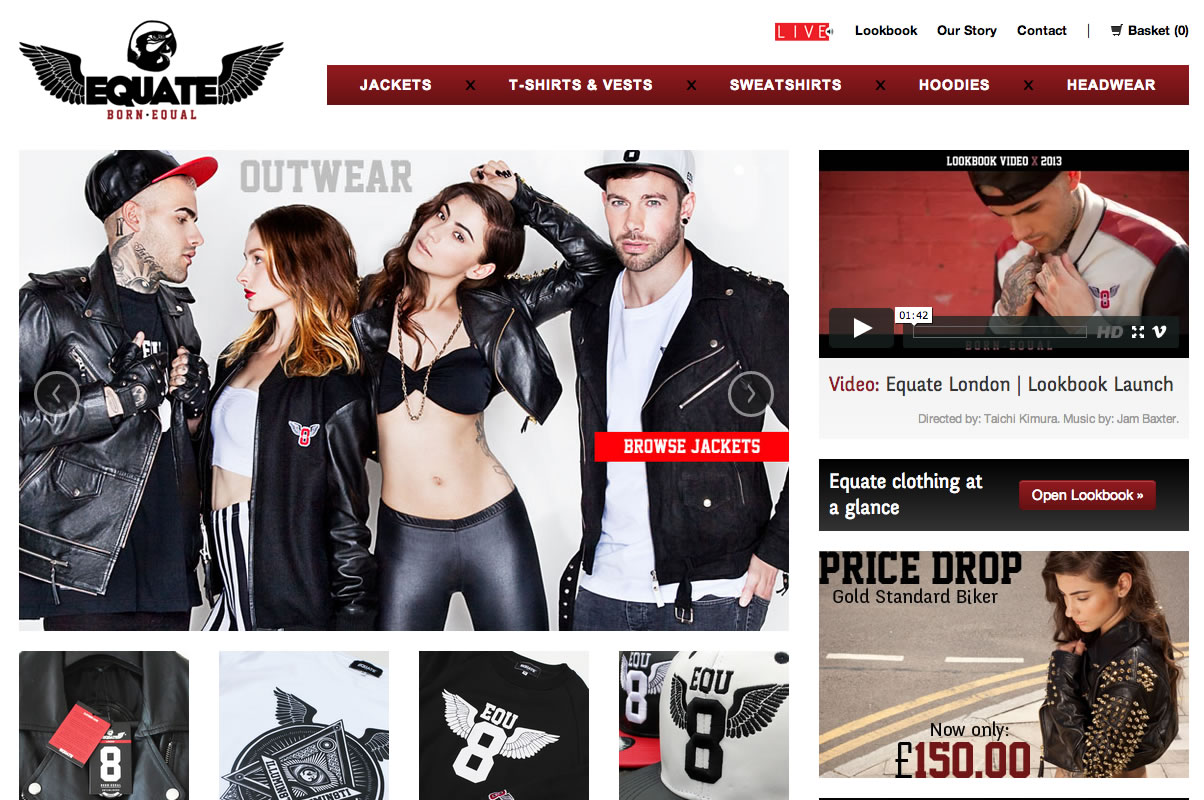 EQUATE
BORN·EQUAL
LIVE
Lookbook
Our Story
Contact
|
Basket (0)
JACKETS X T-SHIRTS & VESTS X SWEATSHIRTS X HOODIES X HEADWEAR
OUTWEAR
8
BROWSE JACKETS
LOOKBOOK VIDEO X 2013
8
01:42
HD
BORN EQUAL
Video: Equate London | Lookbook Launch
Directed by: Taichi Kimura. Music by: Jam Baxter.
Equate clothing at
a glance
Open Lookbook »
PRICE DROP
Gold Standard Biker
Now only:
£150.00
EQUATE
8
EQU
8
EQU
8
EQU
8